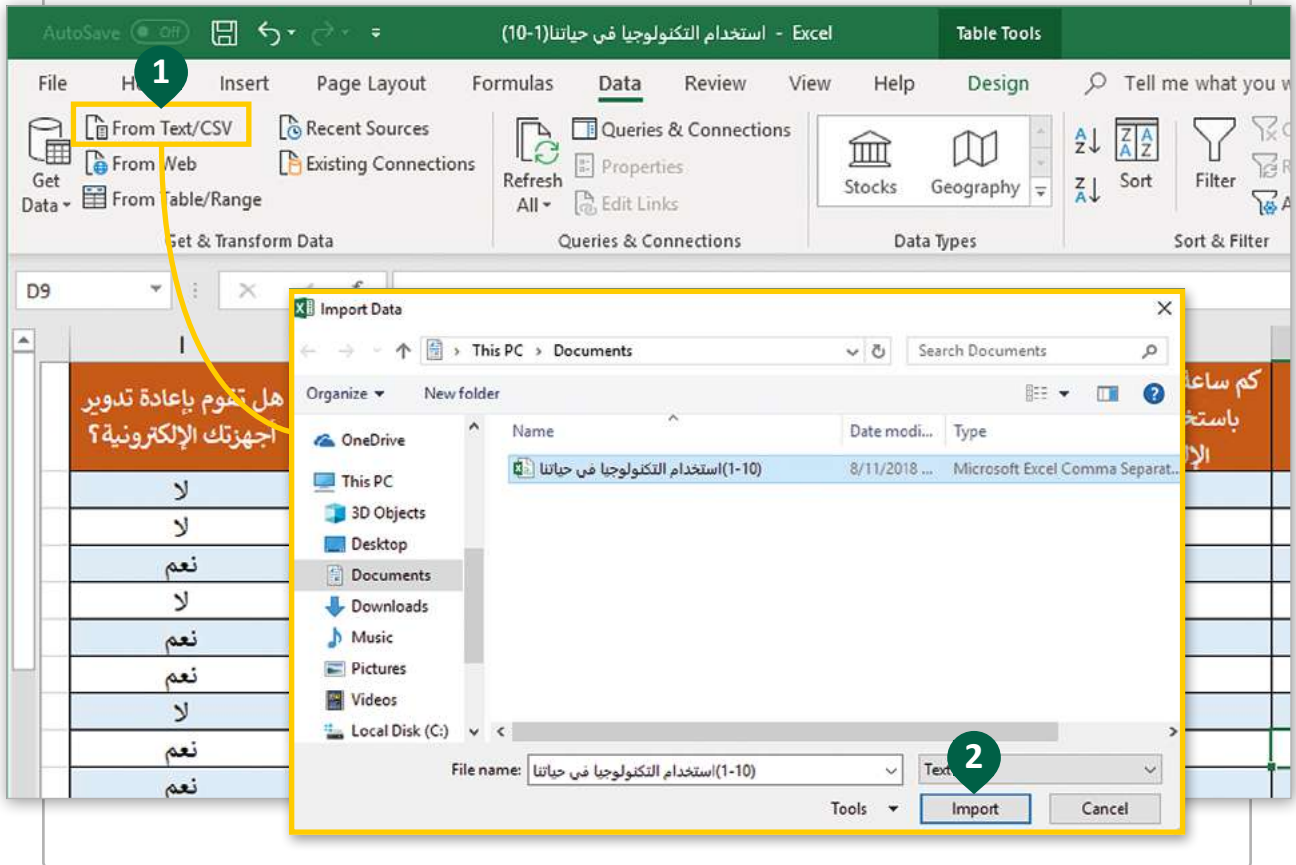 AutoSave Off
استخدام التكنولوجيا في حياتنا(1-10) - Excel
Table Tools
1
File Insert Page Layout Formulas Data Review View Help Design Tell me what you
From Text/CSV
From Web
From Table/Range
Get Data
Recent Sources
Existing Connections
Get & Transform Data
Refresh All
Queries & Connections
Properties
Edit Links
Queries & Connections
Stocks Geography
Data Types
Sort Filter
Sort & Filter
D9
I
هل تقوم بإعادة تدوير
أجهزتك الإلكترونية؟
لا
لا
نعم
لا
نعم
نعم
لا
نعم
نعم
كم ساعة
Import Data
This PC > Documents
Search Documents
Organize New folder
Name Date modi... Type
استخدام التكنولوجيا في حياتنا(1-10) 8/11/2018 ... Microsoft Excel Comma Separat...
OneDrive
This PC
3D Objects
Desktop
Documents
Downloads
Music
Pictures
Videos
Local Disk (C:)
File name: استخدام التكنولوجيا في حياتنا(1-10)
2
Tools Import Cancel